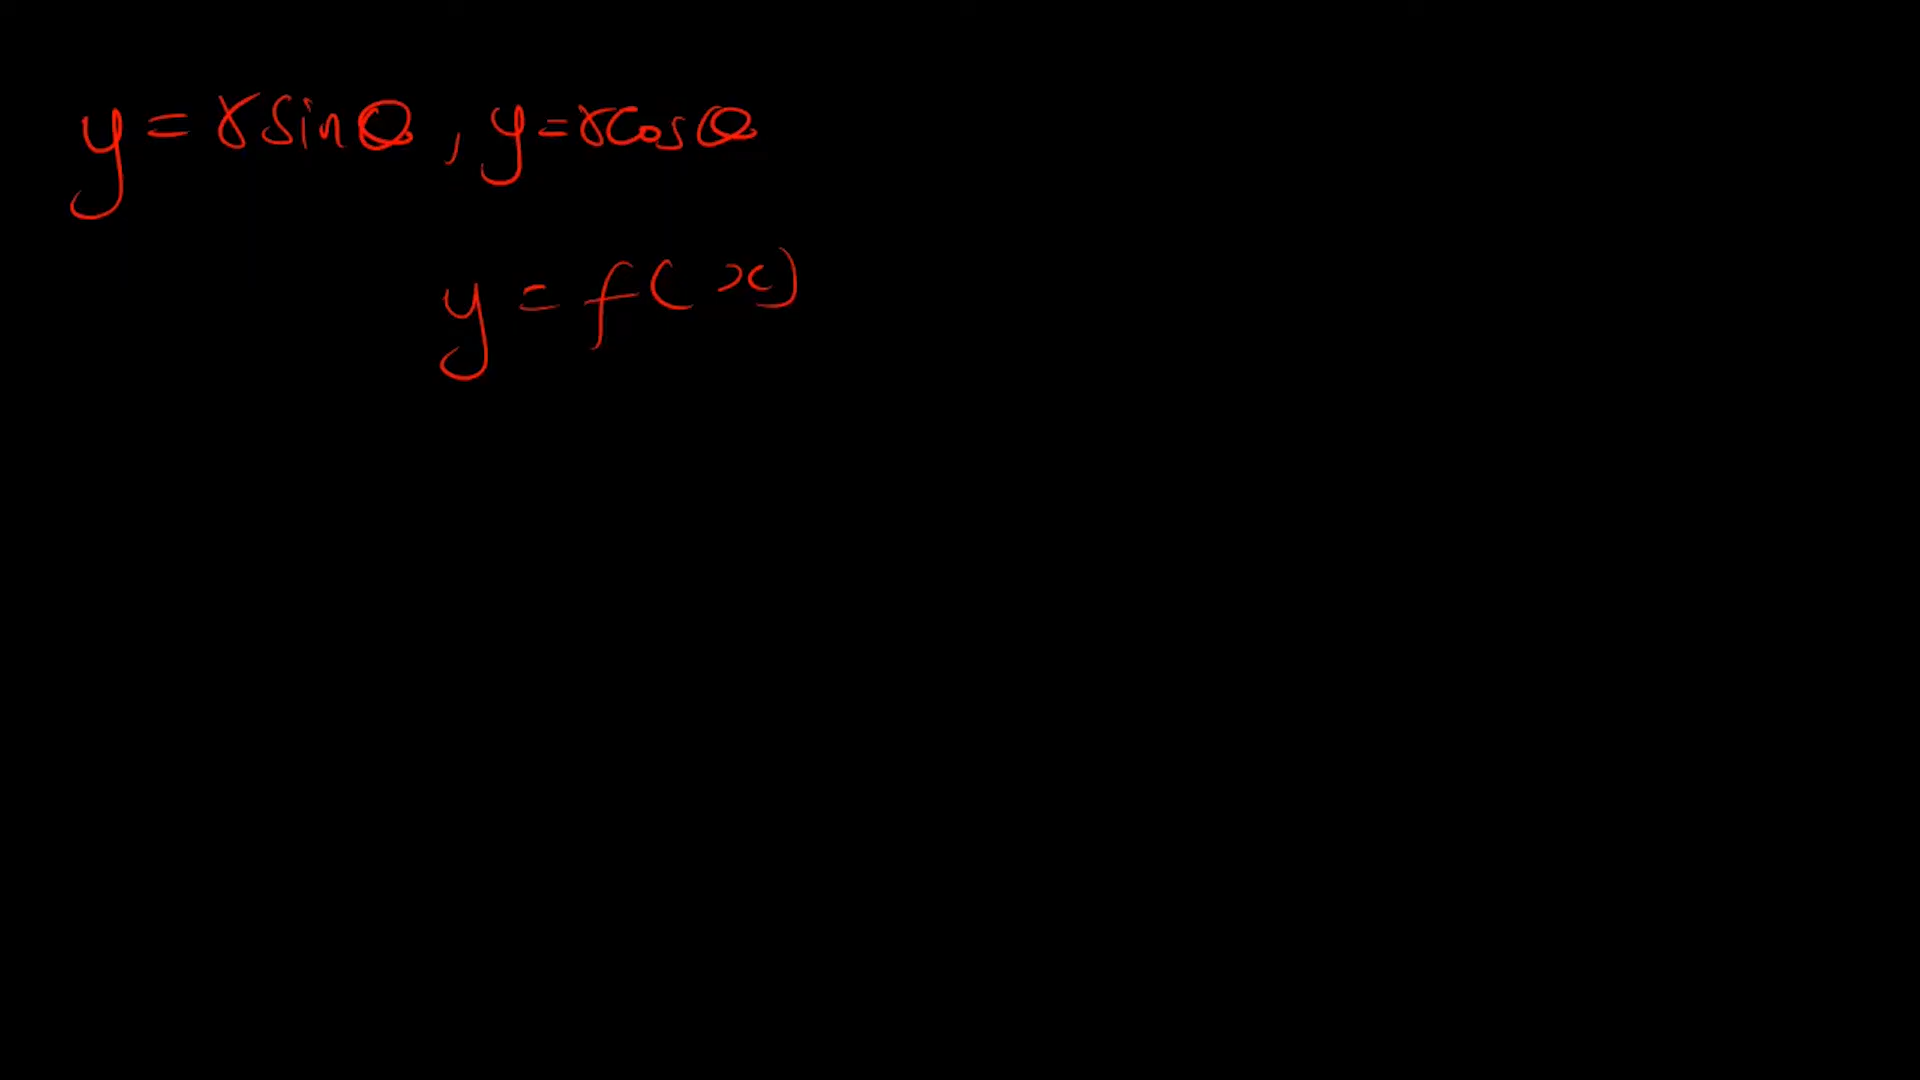 y = r sin θ , y = r cos θ
y = f(x)